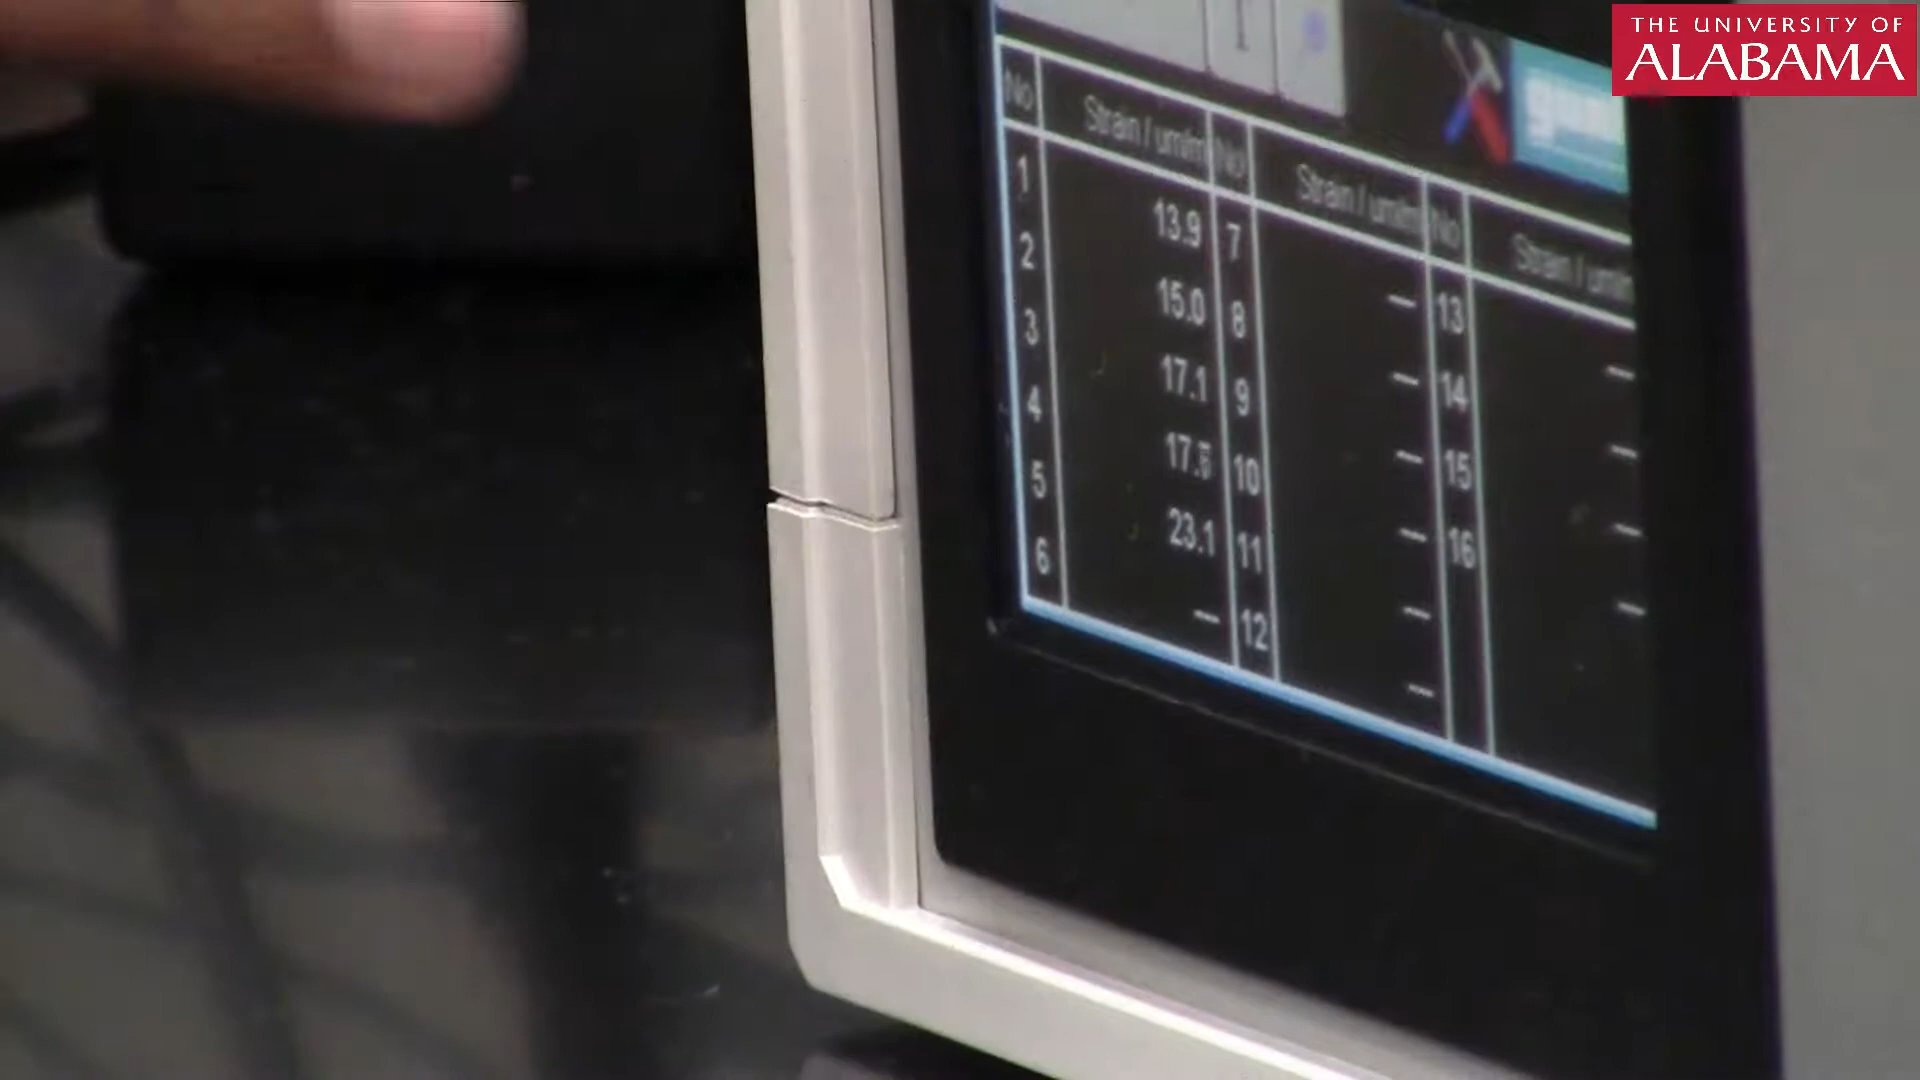 THE UNIVERSITY OF
ALABAMA
No Strain / um/m No Strain / um/m No Strain / um/m
1 13.9 7 — 13 —
2 15.0 8 — 14 —
3 17.1 9 — 15 —
4 10 — 16 —
5 23.1 11 —
6 — 12 —